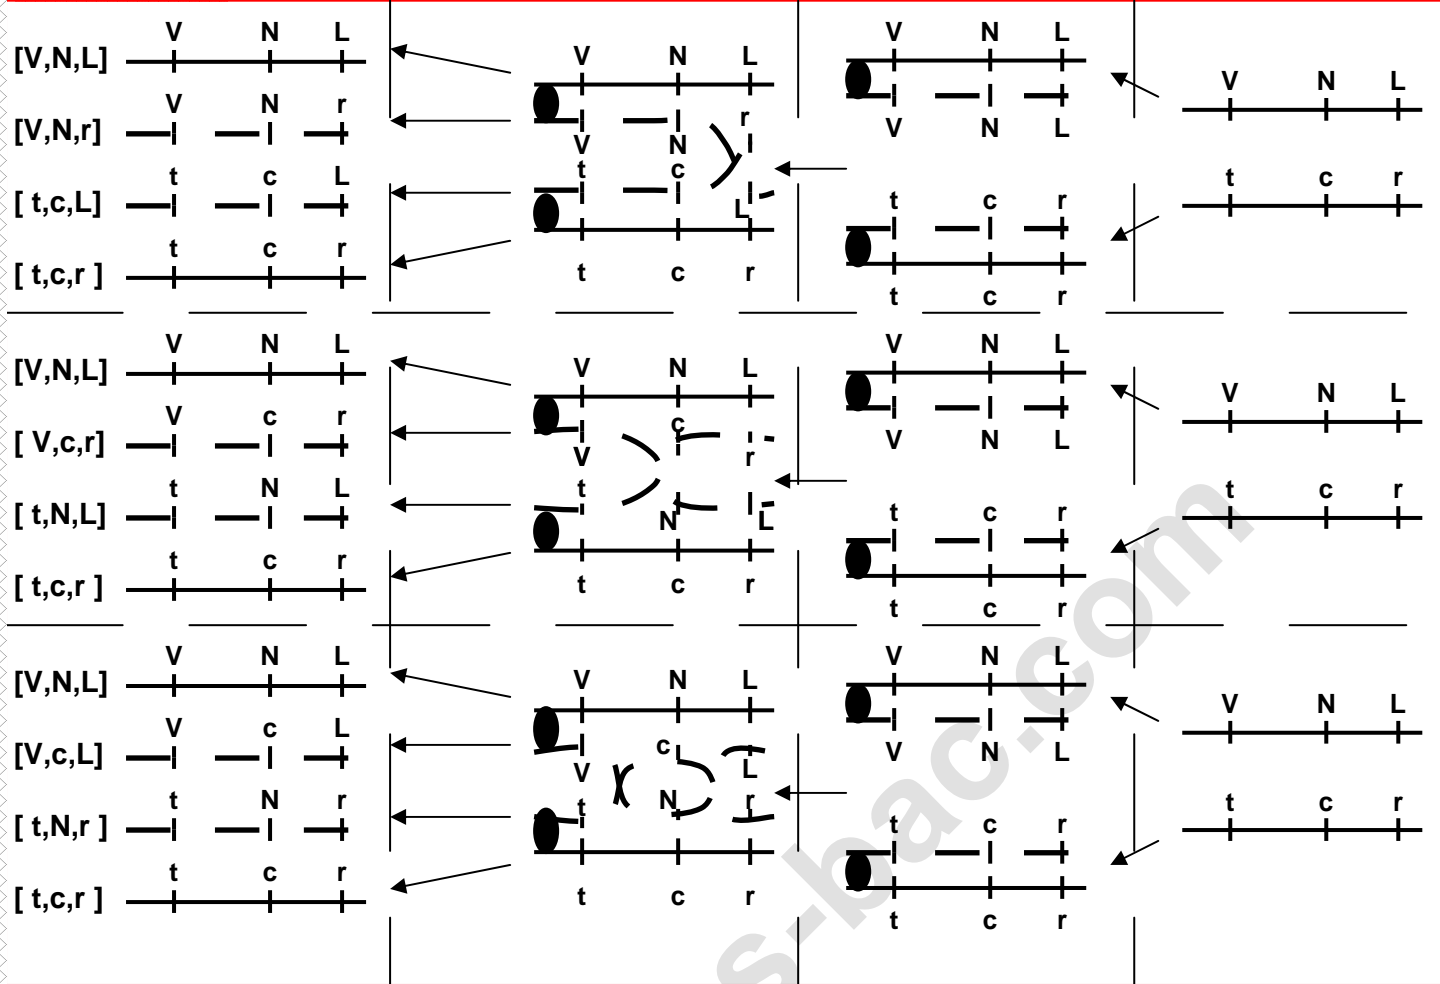 V N L V N L
[V,N,L] V N L V N L
V N r r V N L
[V,N,r] V N
t c L t c V N L
[ t,c,L] L t c r t c r
t c r
[ t,c,r ] t c r t c r
V N L V N L
[V,N,L] V N L V N L
V c r c
[ V,c,r] V r V N L
t N L t t c r
[ t,N,L] N L t c r
t c r
[ t,c,r ] t c r t c r
V N L V N L
[V,N,L] V N L V N L
V c L c
[V,c,L] V L V N L
t N r t N r t c r
[ t,N,r ] t c r
t c r
[ t,c,r ] t c r t c r
s-bac.com